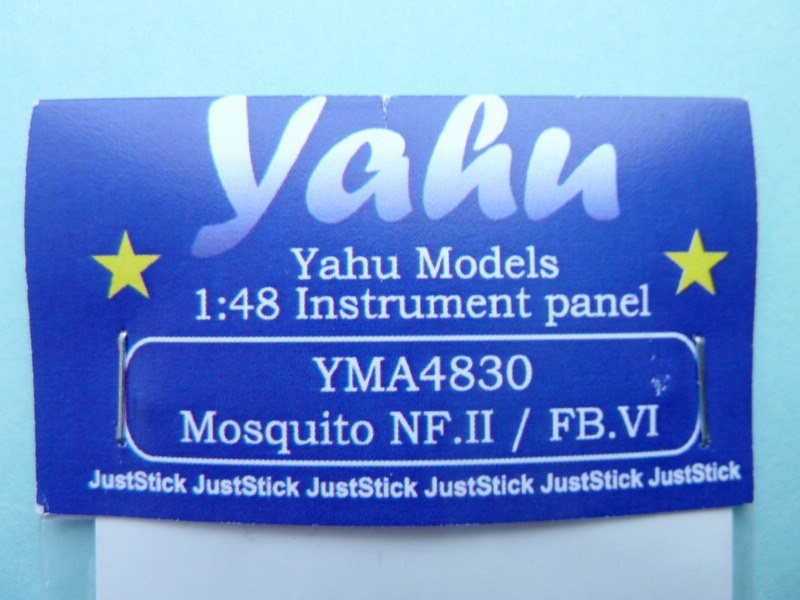 Yahu
Yahu Models
1:48 Instrument panel
YMA4830
Mosquito NF.II / FB.VI
JustStick JustStick JustStick JustStick JustStick JustStick